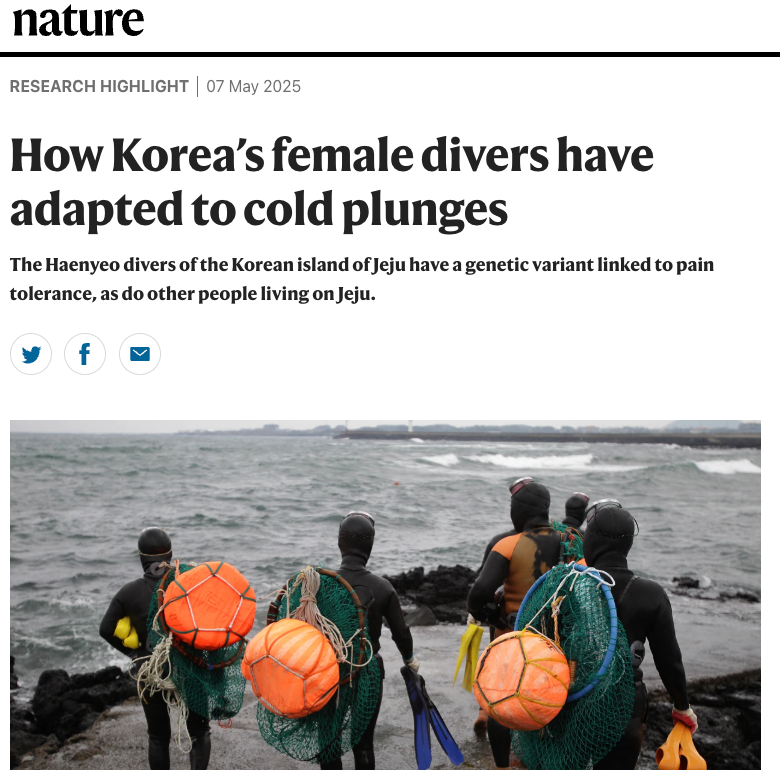 nature
RESEARCH HIGHLIGHT | 07 May 2025
How Korea’s female divers have
adapted to cold plunges
The Haenyeo divers of the Korean island of Jeju have a genetic variant linked to pain
tolerance, as do other people living on Jeju.